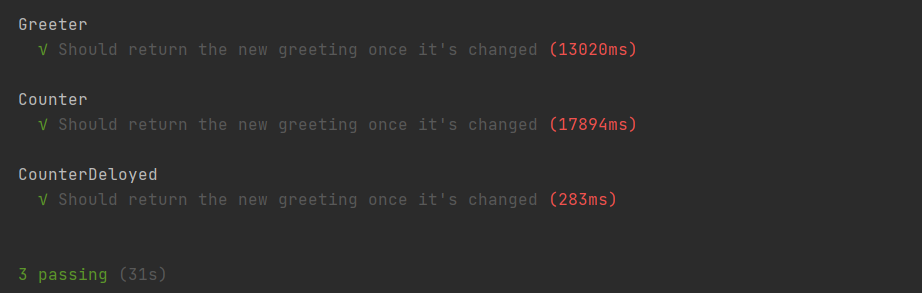 Greeter
√ Should return the new greeting once it's changed (13020ms)
Counter
√ Should return the new greeting once it's changed (17894ms)
CounterDeloyed
√ Should return the new greeting once it's changed (283ms)
3 passing (31s)